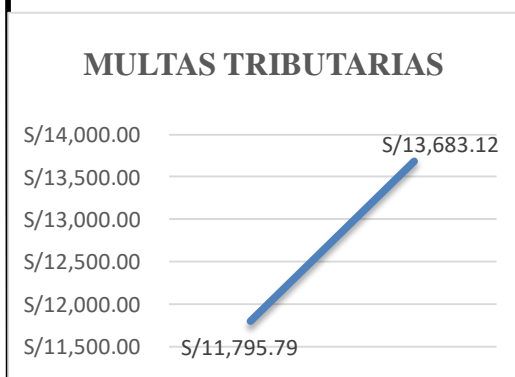 MULTAS TRIBUTARIAS
S/14,000.00
S/13,683.12
S/13,500.00
S/13,000.00
S/12,500.00
S/12,000.00
S/11,500.00
S/11,795.79